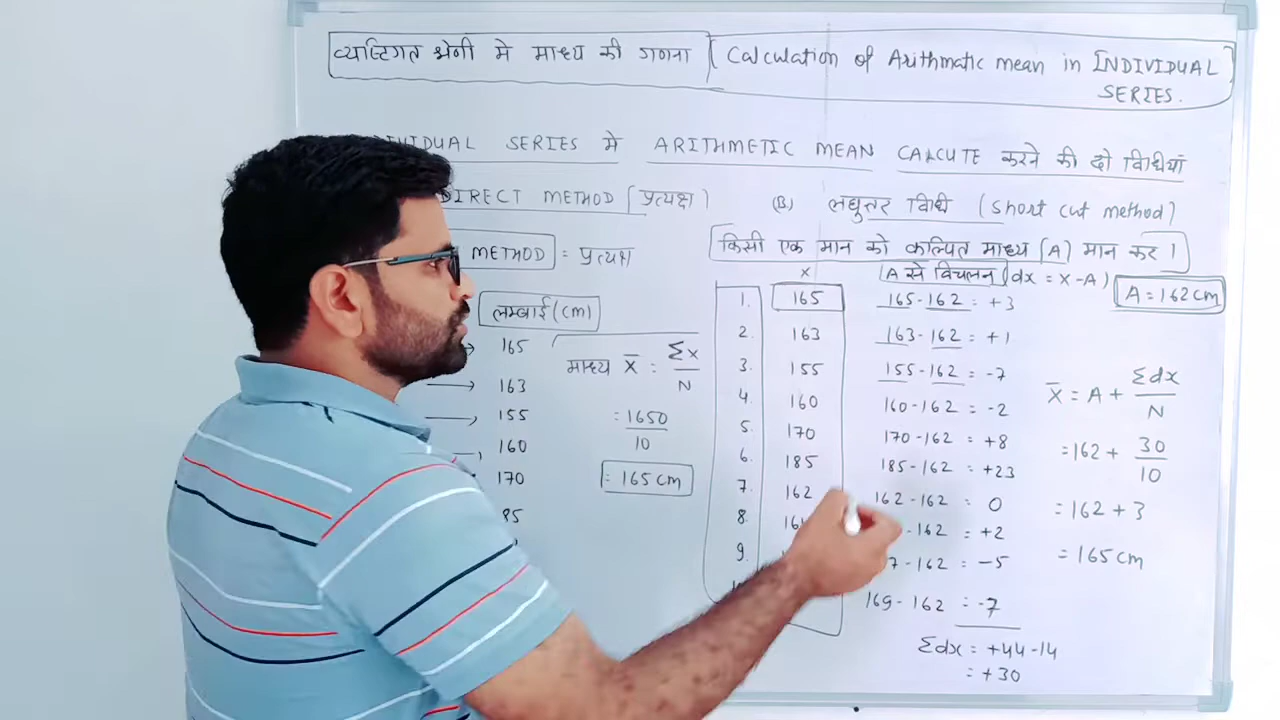 व्यष्टिगत श्रेणी मे माध्य की गणना (Calculation of Arithmatic mean in INDIVIDUAL
SERIES.
SERIES मे ARITHMETIC MEAN CALCUTE करने की दो विधियां
DIRECT METHOD (प्रत्यक्ष)
METHOD = प्रत्यक्ष
लम्बाई (cm)
165
163
155
160
170
माध्य X̄ = Σx/N
= 1650/10
= 165 cm
(B) लघुत्तर विधी (Short cut method)
किसी एक मान को कल्पित माध्य (A) मान कर ।
X
A से विचलन (dx = X-A)
A = 162 cm
1. 165 165-162 = +3
2. 163 163-162 = +1
3. 155 155-162 = -7
4. 160 160-162 = -2
5. 170 170-162 = +8
6. 185 185-162 = +23
7. 162 162-162 = 0
8. -162 = +2
9. 7-162 = -5
169-162 = -7
Σdx = +44-14
= +30
X̄ = A + Σdx/N
= 162 + 30/10
= 162 + 3
= 165 cm